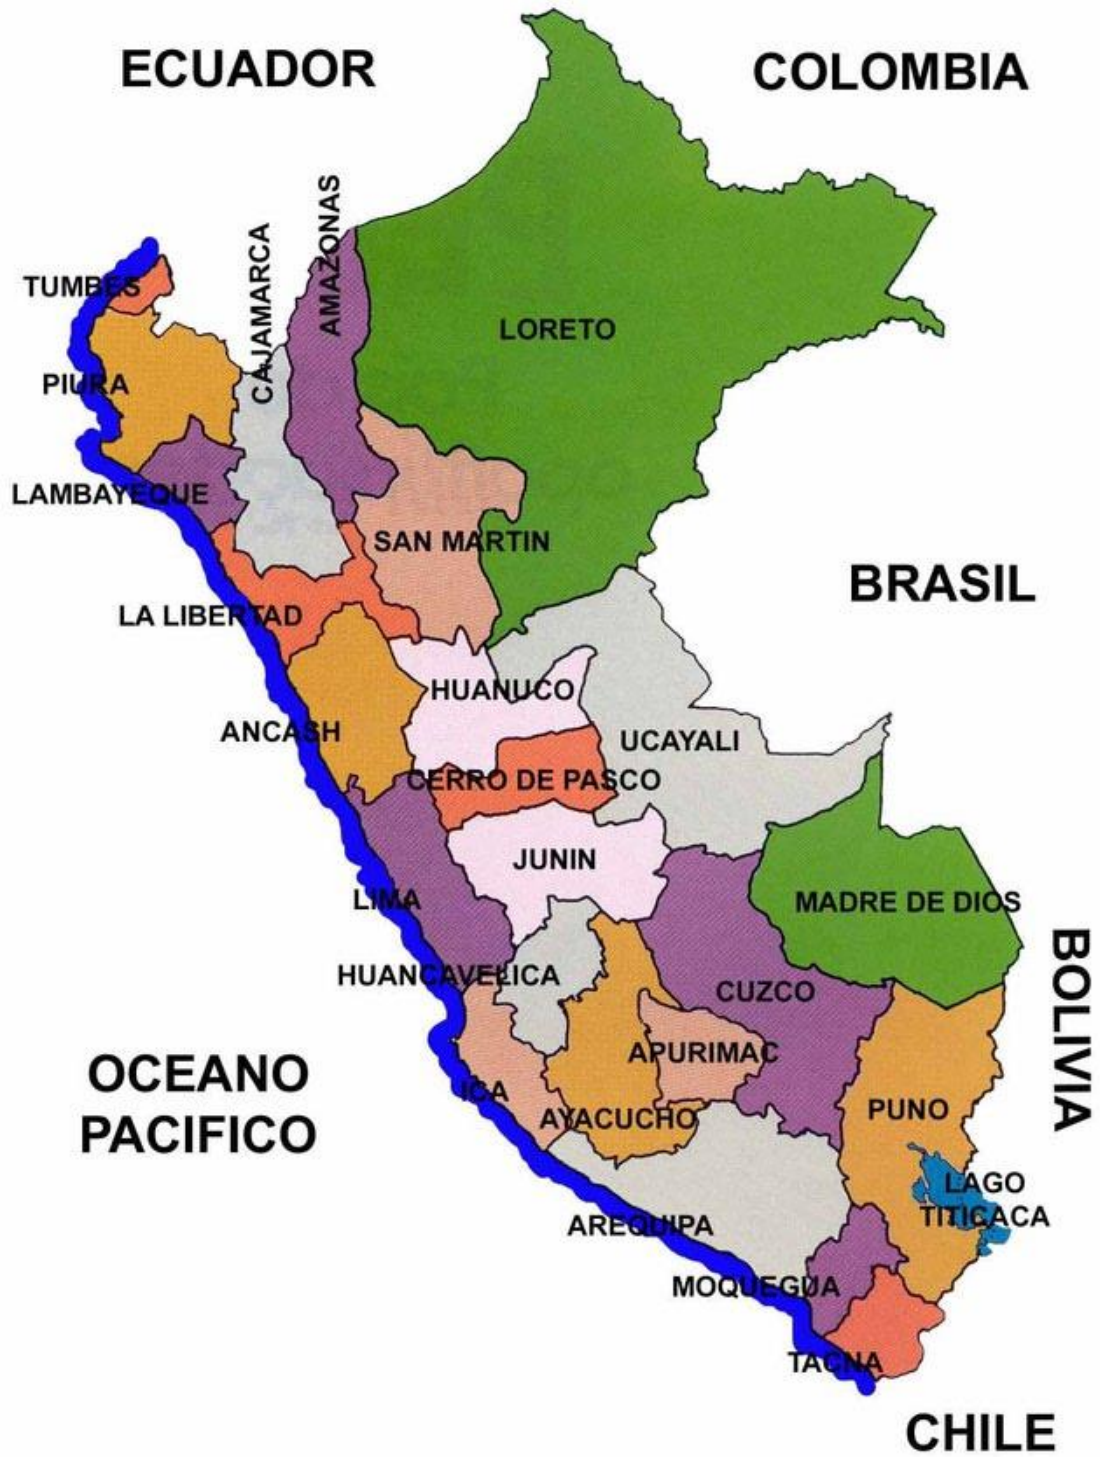 ECUADOR
COLOMBIA
AMAZONAS
CAJAMARCA
TUMBES
LORETO
PIURA
LAMBAYEQUE
SAN MARTIN
BRASIL
LA LIBERTAD
HUANUCO
ANCASH
UCAYALI
CERRO DE PASCO
JUNIN
LIMA
MADRE DE DIOS
HUANCAVELICA
CUZCO
BOLIVIA
OCEANO
PACIFICO
APURIMAC
ICA
AYACUCHO
PUNO
LAGO
TITICACA
AREQUIPA
MOQUEGUA
TACNA
CHILE